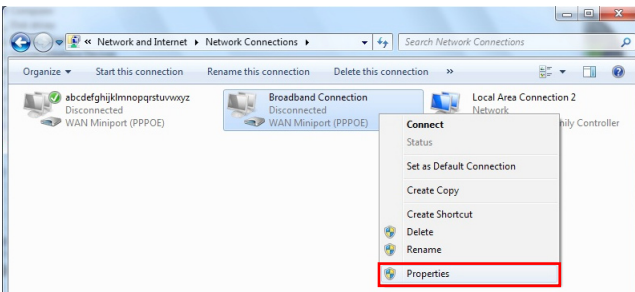 « Network and Internet ▸ Network Connections ▸
Search Network Connections
Organize ▾ Start this connection Rename this connection Delete this connection »
abcdefghijklmnopqrstuvwxyz
Disconnected
WAN Miniport (PPPOE)
Broadband Connection
Disconnected
WAN Miniport (PPPOE)
Local Area Connection 2
Network
Controller
Connect
Status
Set as Default Connection
Create Copy
Create Shortcut
Delete
Rename
Properties